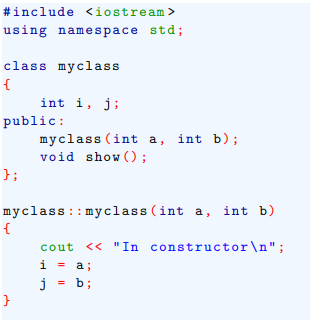 #include <iostream>
using namespace std;

class myclass
{
    int i, j;
public:
    myclass(int a, int b);
    void show();
};

myclass::myclass(int a, int b)
{
    cout << "In constructor\n";
    i = a;
    j = b;
}